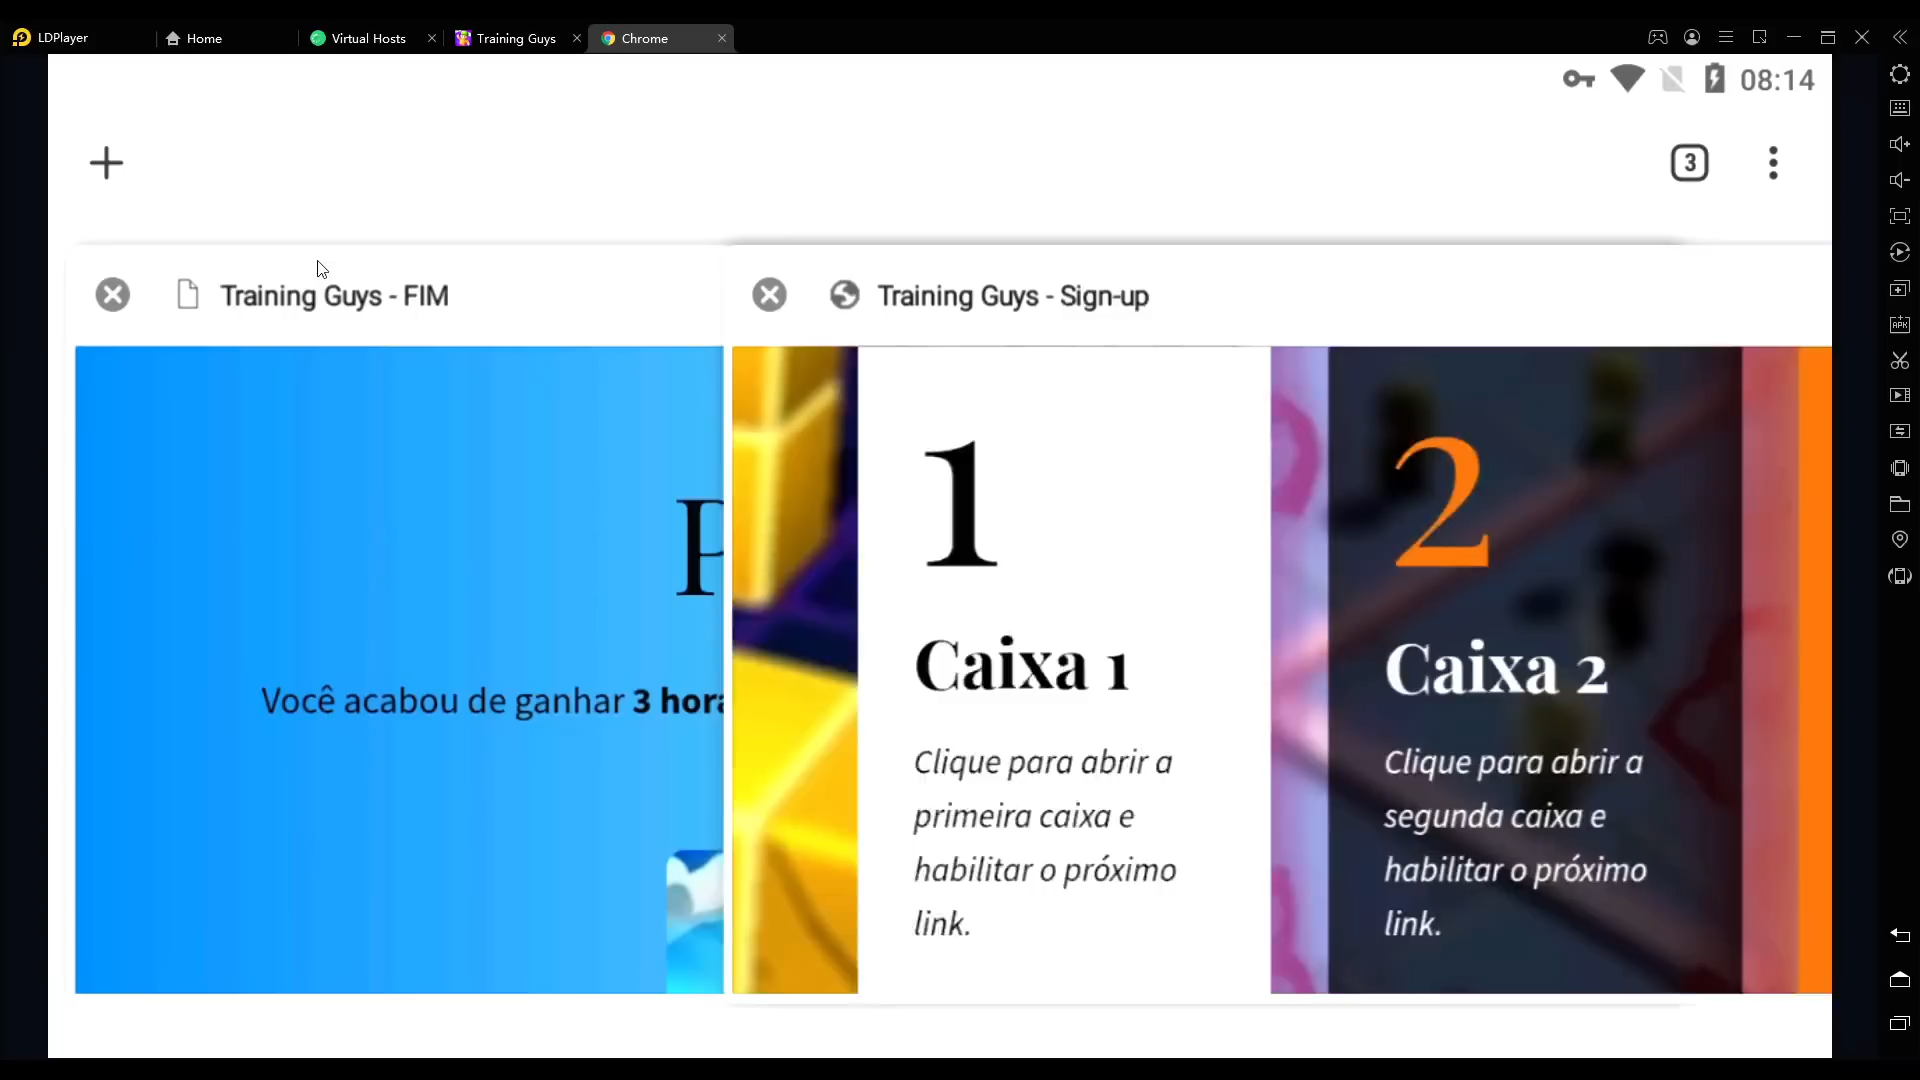 LDPlayer
Home
Virtual Hosts
Training Guys
Chrome
08:14
3
Training Guys - FIM
Training Guys - Sign-up
P
Você acabou de ganhar 3 hora
1
Caixa 1
Clique para abrir a
primeira caixa e
habilitar o próximo
link.
2
Caixa 2
Clique para abrir a
segunda caixa e
habilitar o próximo
link.
APK